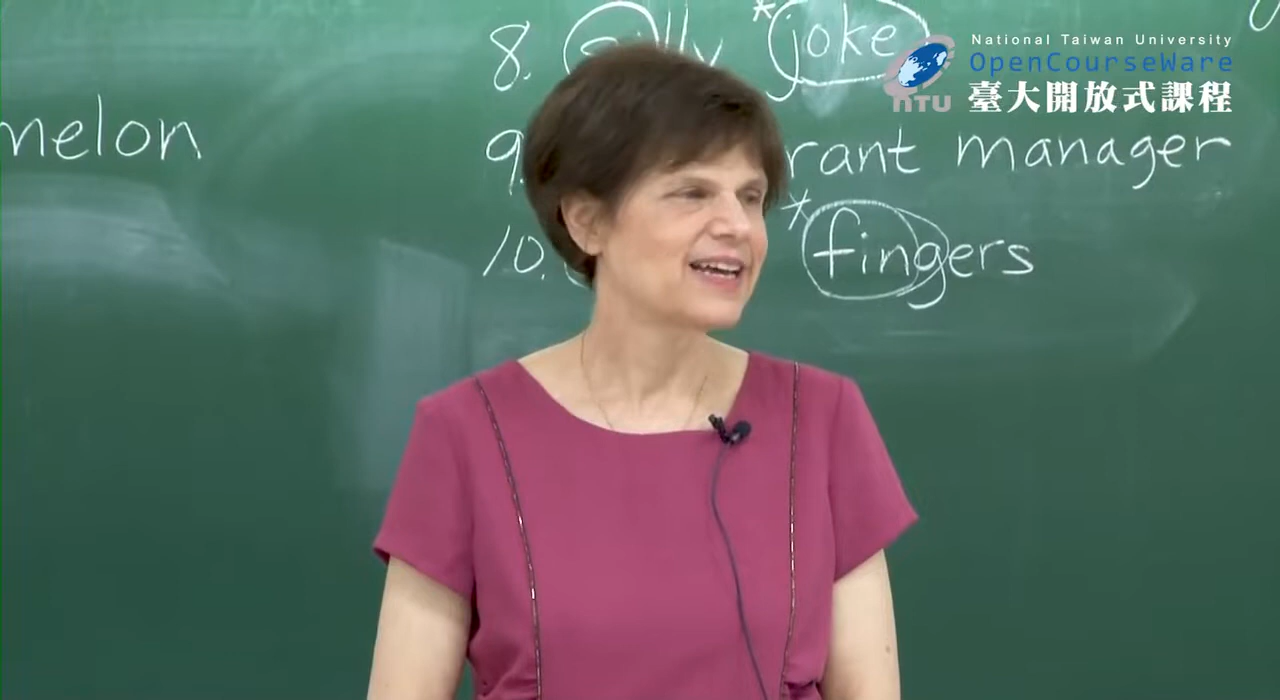 National Taiwan University
OpenCourseWare
臺大開放式課程
NTU
melon
8. silly *joke
9. rant manager
10. *fingers